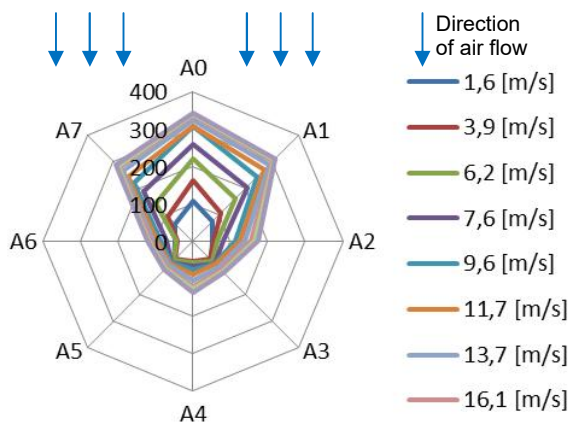 Direction
of air flow
A0
400
300
200
100
0
A1
A2
A3
A4
A5
A6
A7
1,6 [m/s]
3,9 [m/s]
6,2 [m/s]
7,6 [m/s]
9,6 [m/s]
11,7 [m/s]
13,7 [m/s]
16,1 [m/s]